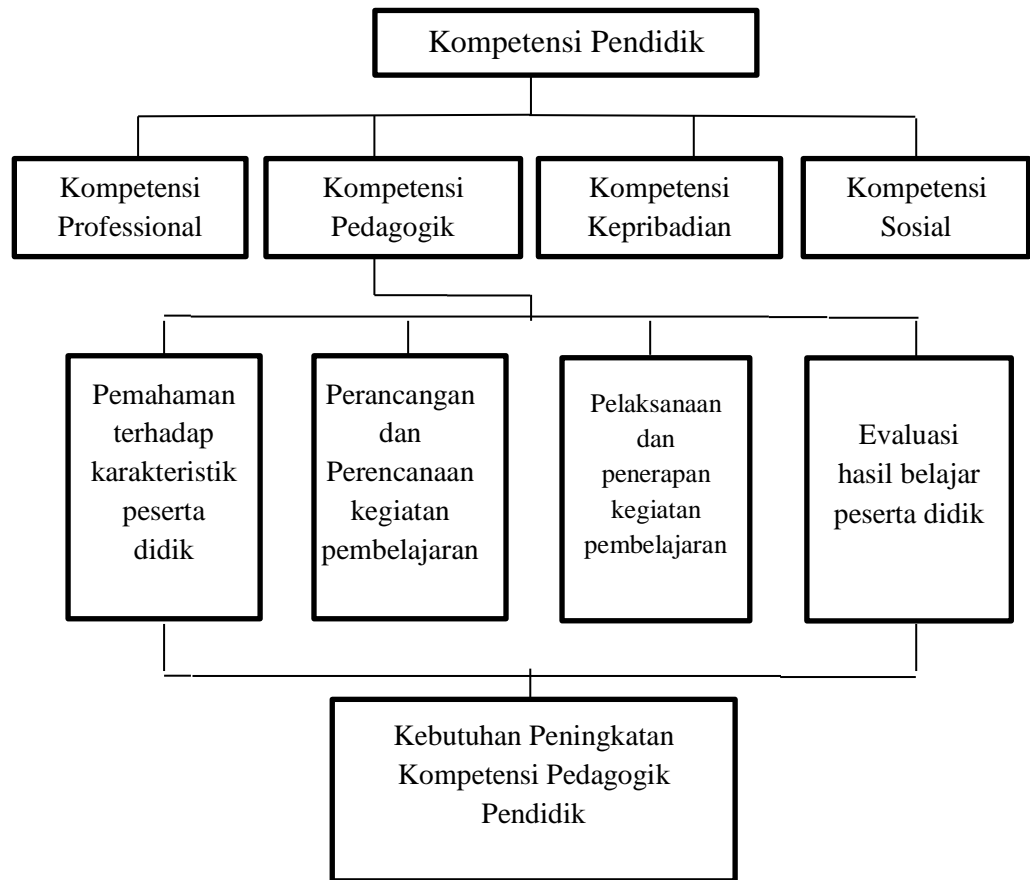 Kompetensi Pendidik
Kompetensi
Professional
Kompetensi
Pedagogik
Kompetensi
Kepribadian
Kompetensi
Sosial
Pemahaman
terhadap
karakteristik
peserta
didik
Perancangan
dan
Perencanaan
kegiatan
pembelajaran
Pelaksanaan
dan
penerapan
kegiatan
pembelajaran
Evaluasi
hasil belajar
peserta didik
Kebutuhan Peningkatan
Kompetensi Pedagogik
Pendidik